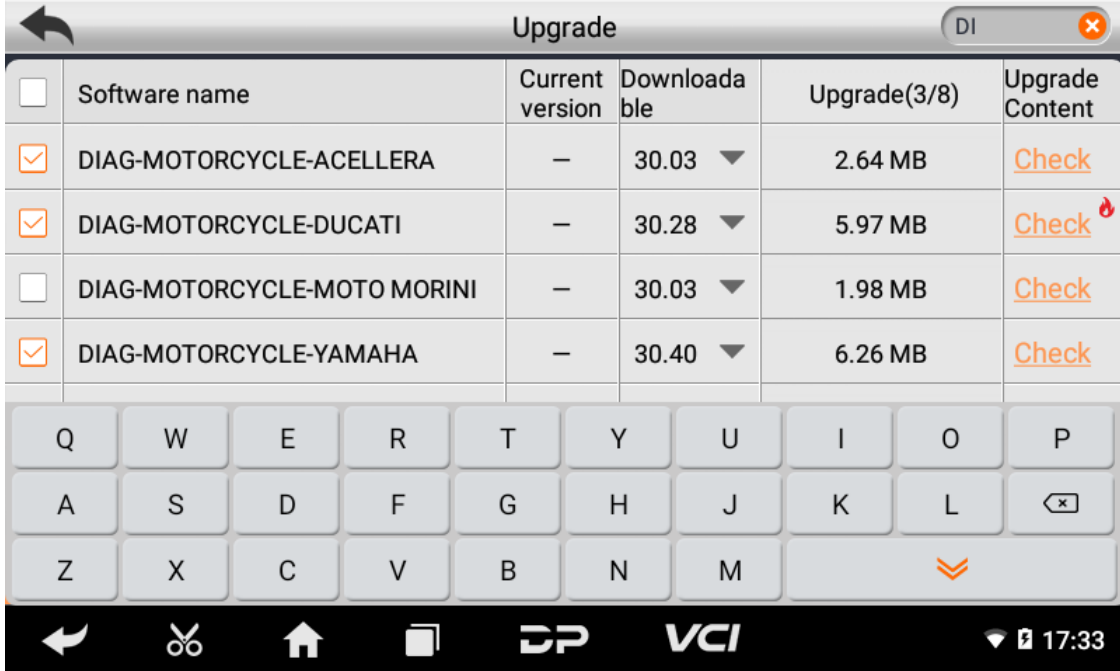 Upgrade
DI
Software name
Current version
Downloadable
Upgrade(3/8)
Upgrade Content
DIAG-MOTORCYCLE-ACELLERA — 30.03 2.64 MB Check
DIAG-MOTORCYCLE-DUCATI — 30.28 5.97 MB Check
DIAG-MOTORCYCLE-MOTO MORINI — 30.03 1.98 MB Check
DIAG-MOTORCYCLE-YAMAHA — 30.40 6.26 MB Check
Q W E R T Y U I O P
A S D F G H J K L
Z X C V B N M
DP VCI 17:33